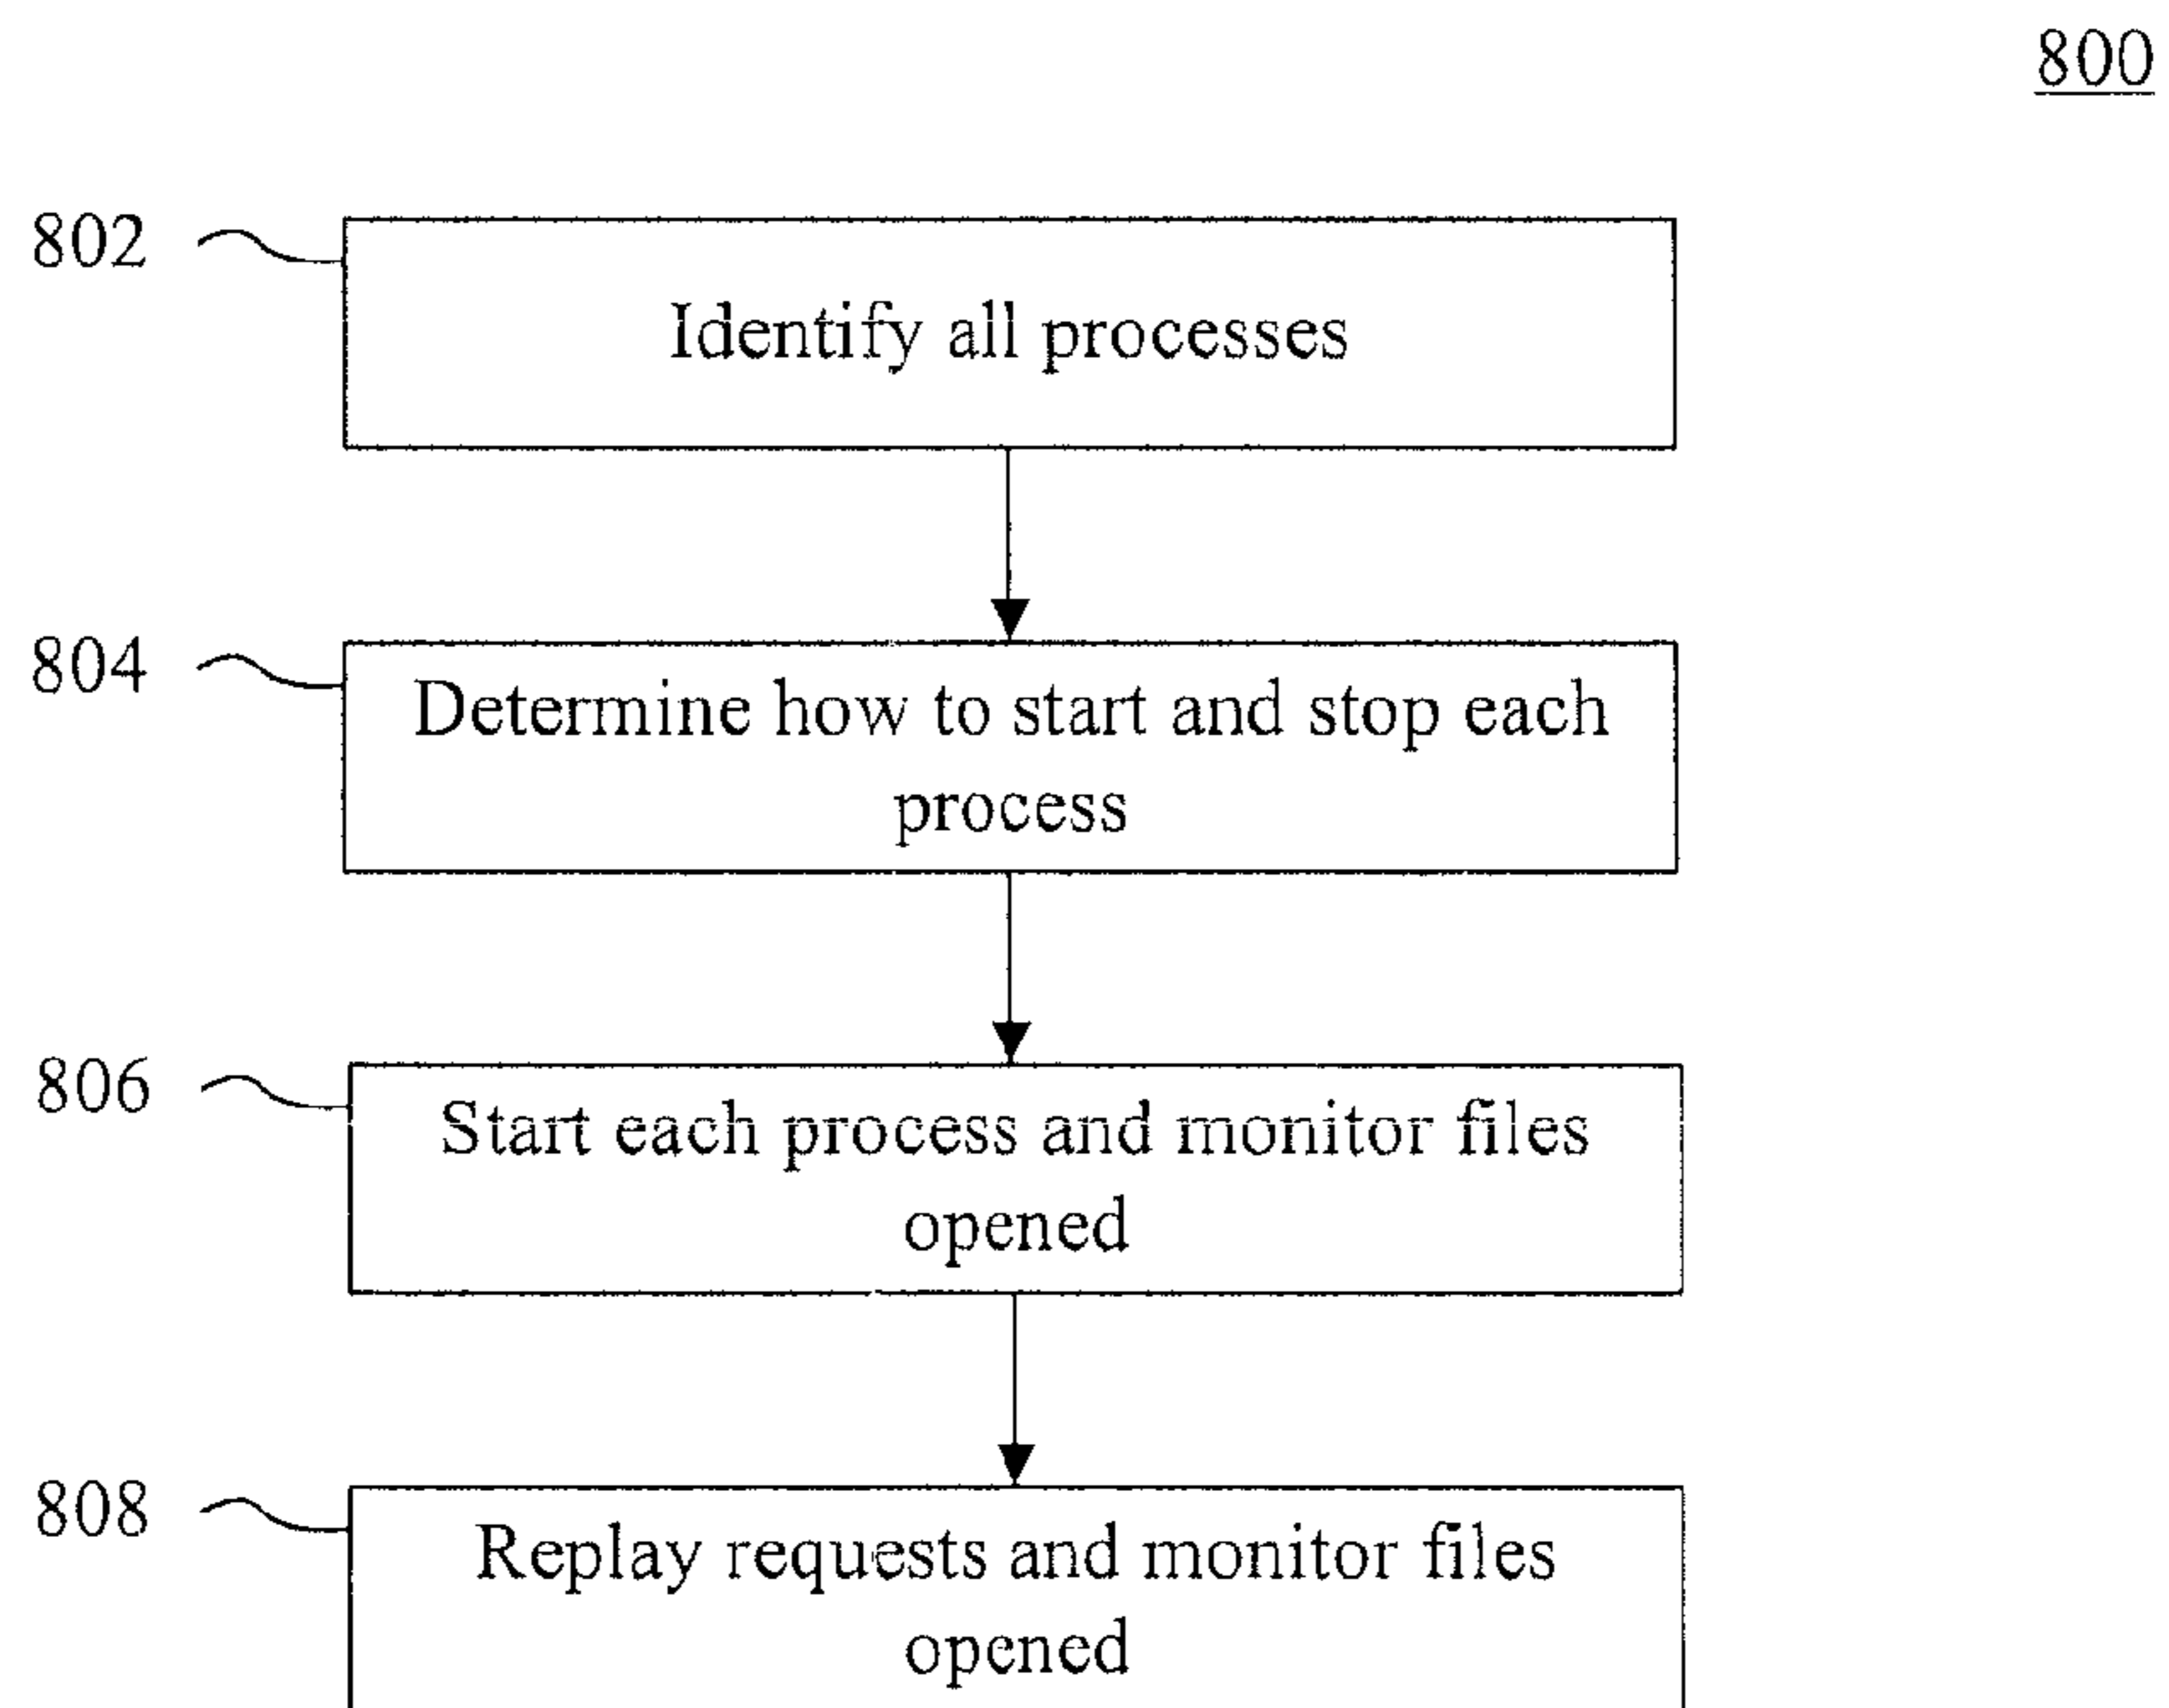 800
802
Identify all processes
804
Determine how to start and stop each
process
806
Start each process and monitor files
opened
808
Replay requests and monitor files
opened